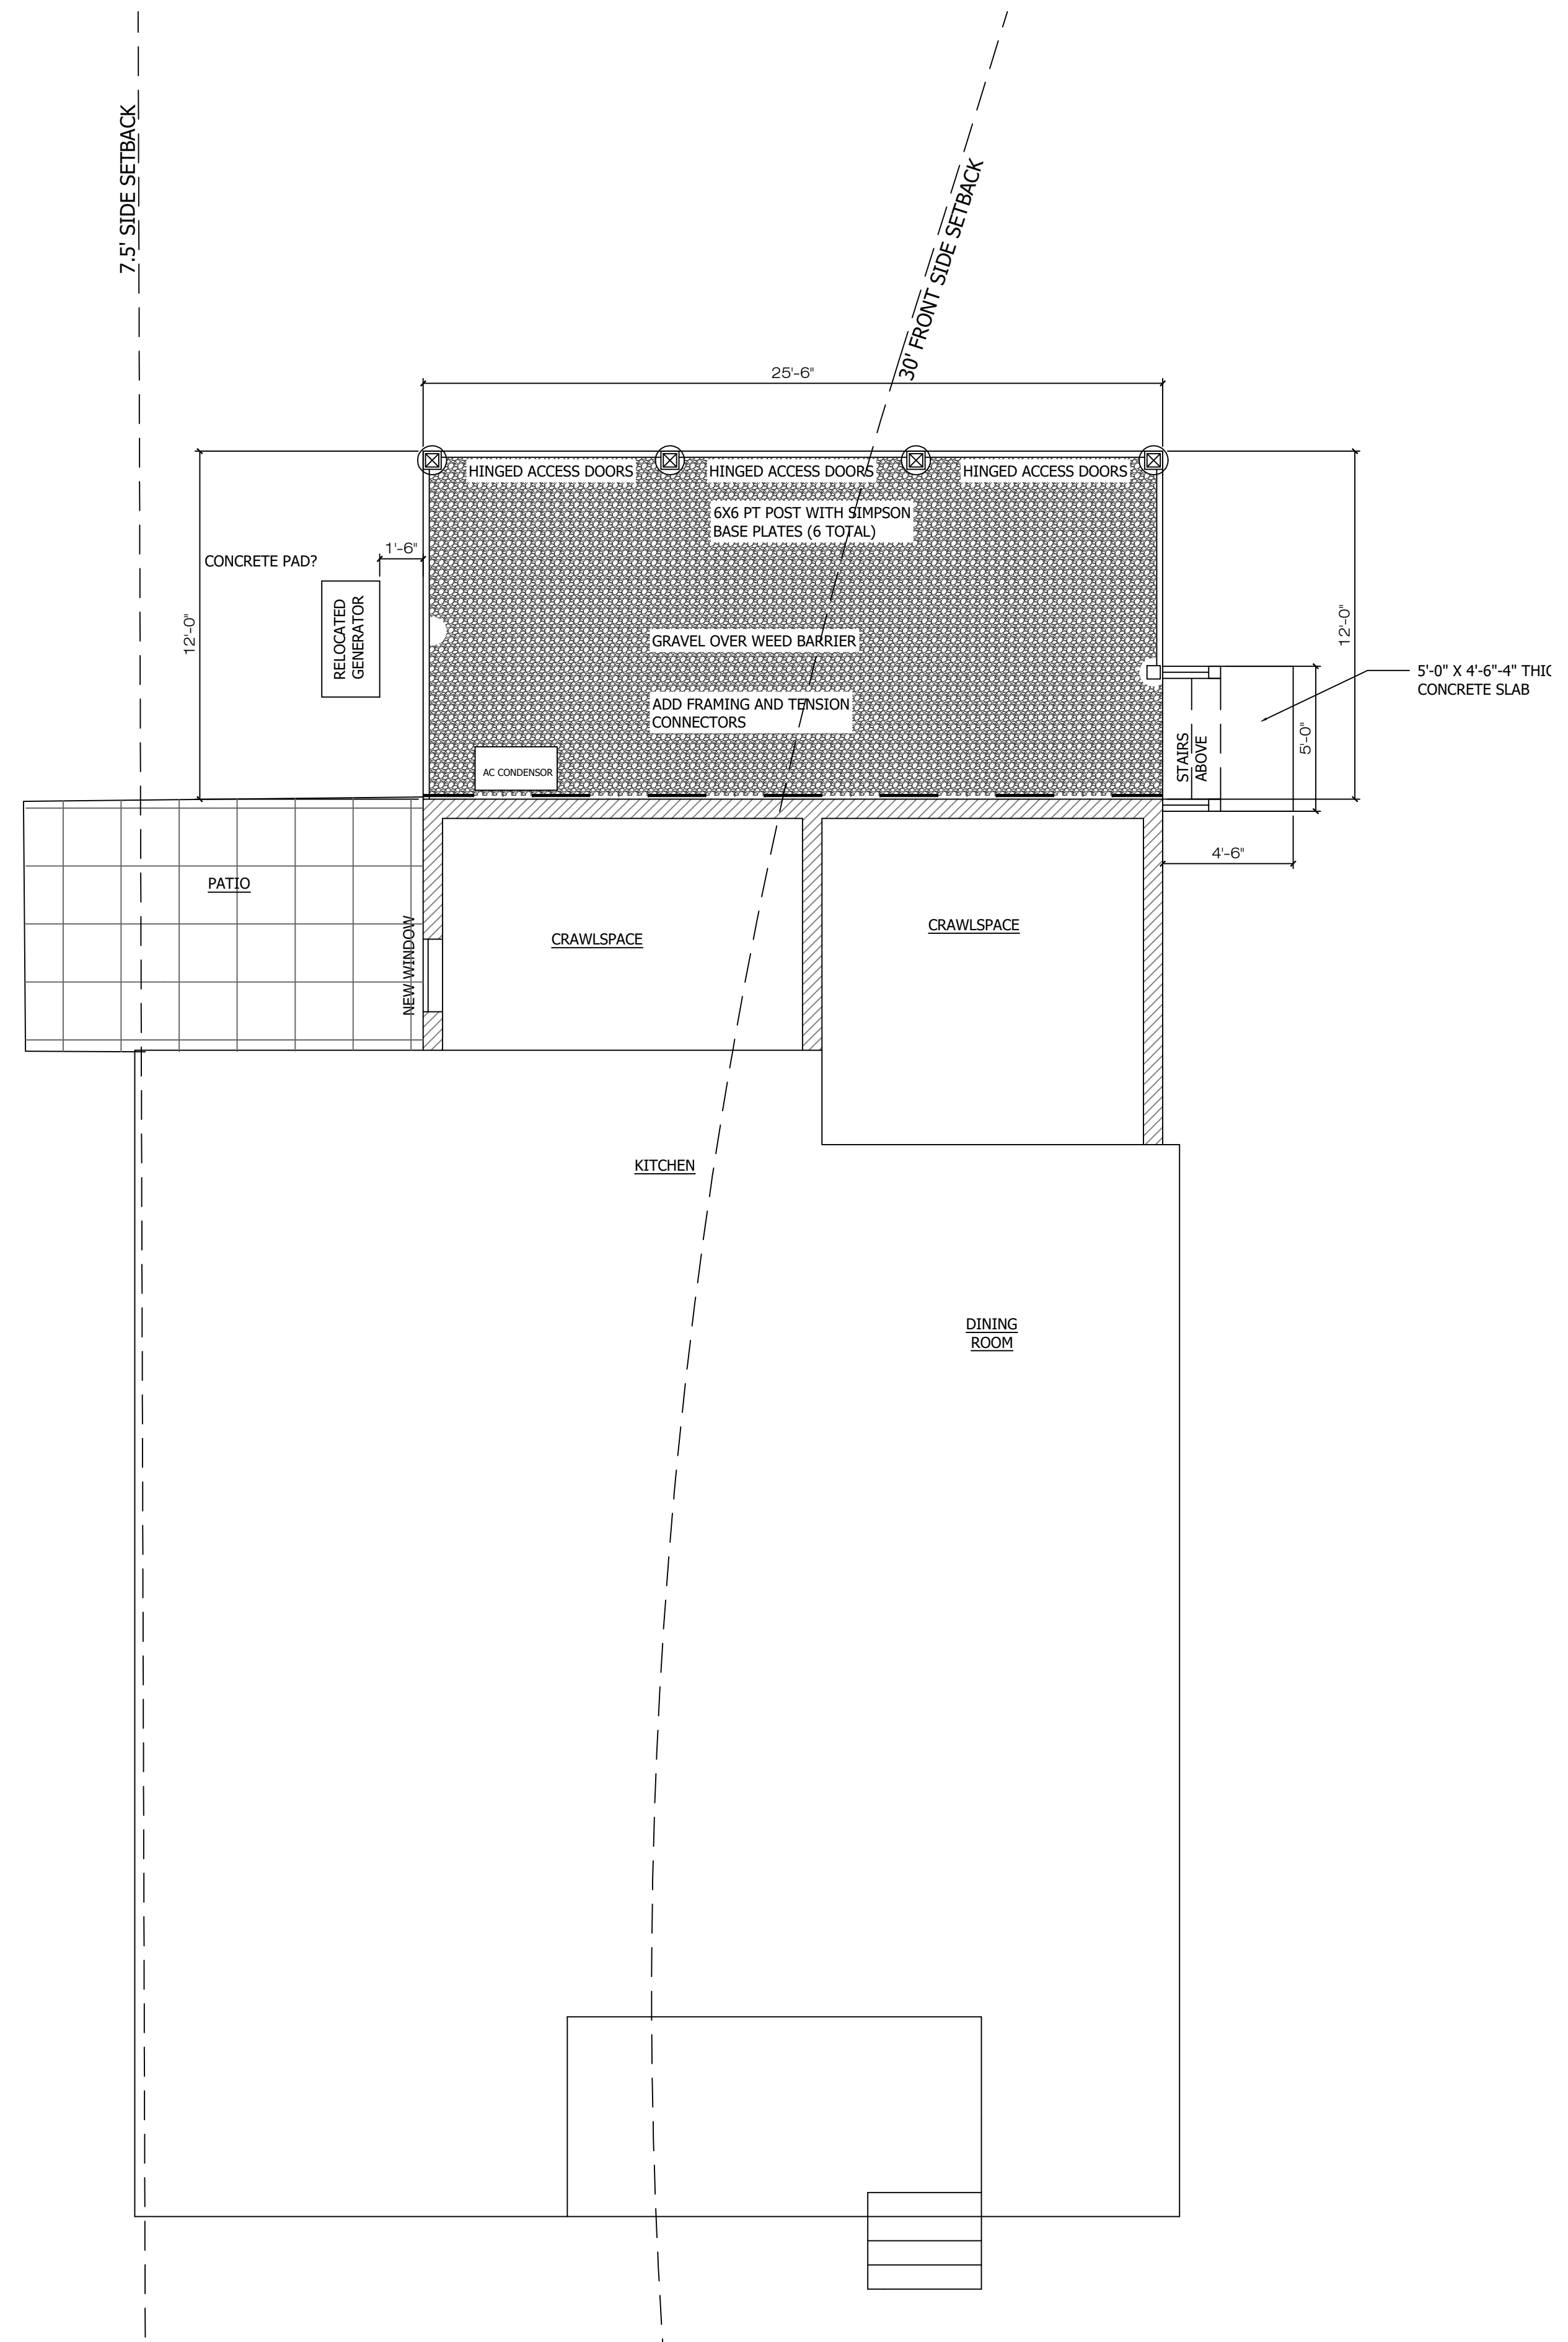 7.5' SIDE SETBACK
30' FRONT SIDE SETBACK
25'-6"
HINGED ACCESS DOORS
HINGED ACCESS DOORS
HINGED ACCESS DOORS
6X6 PT POST WITH SIMPSON
BASE PLATES (6 TOTAL)
1'-6"
CONCRETE PAD?
RELOCATED
GENERATOR
12'-0"
12'-0"
GRAVEL OVER WEED BARRIER
5'-0" X 4'-6"-4" THIC
CONCRETE SLAB
ADD FRAMING AND TENSION
CONNECTORS
STAIRS
ABOVE
5'-0"
AC CONDENSOR
4'-6"
PATIO
NEW WINDOW
CRAWLSPACE
CRAWLSPACE
KITCHEN
DINING
ROOM